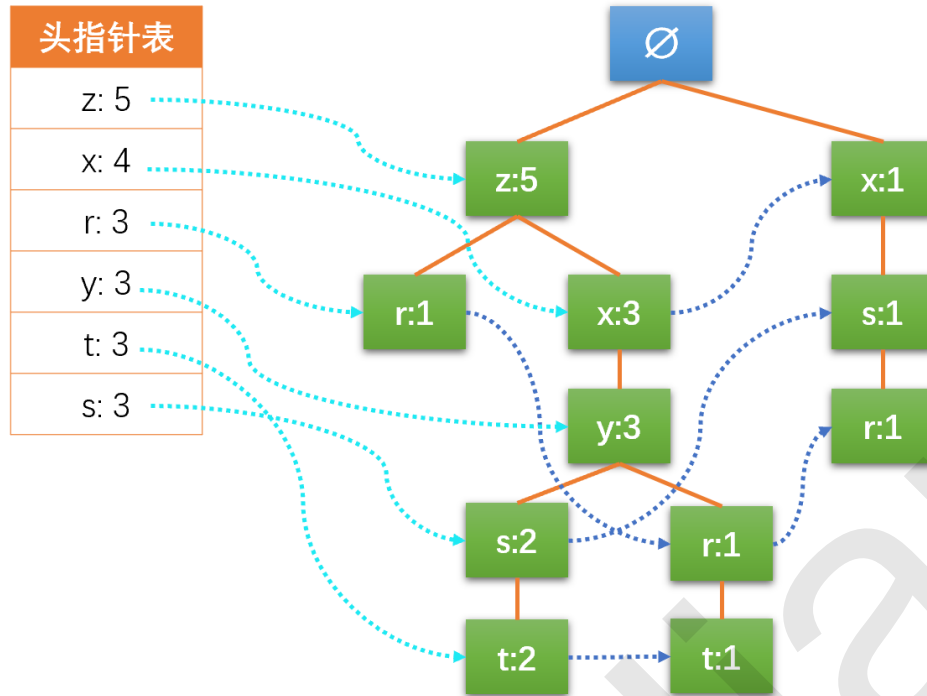 头指针表
z: 5
x: 4
r: 3
y: 3
t: 3
s: 3
∅
z:5
x:1
r:1
x:3
s:1
y:3
r:1
s:2
r:1
t:2
t:1